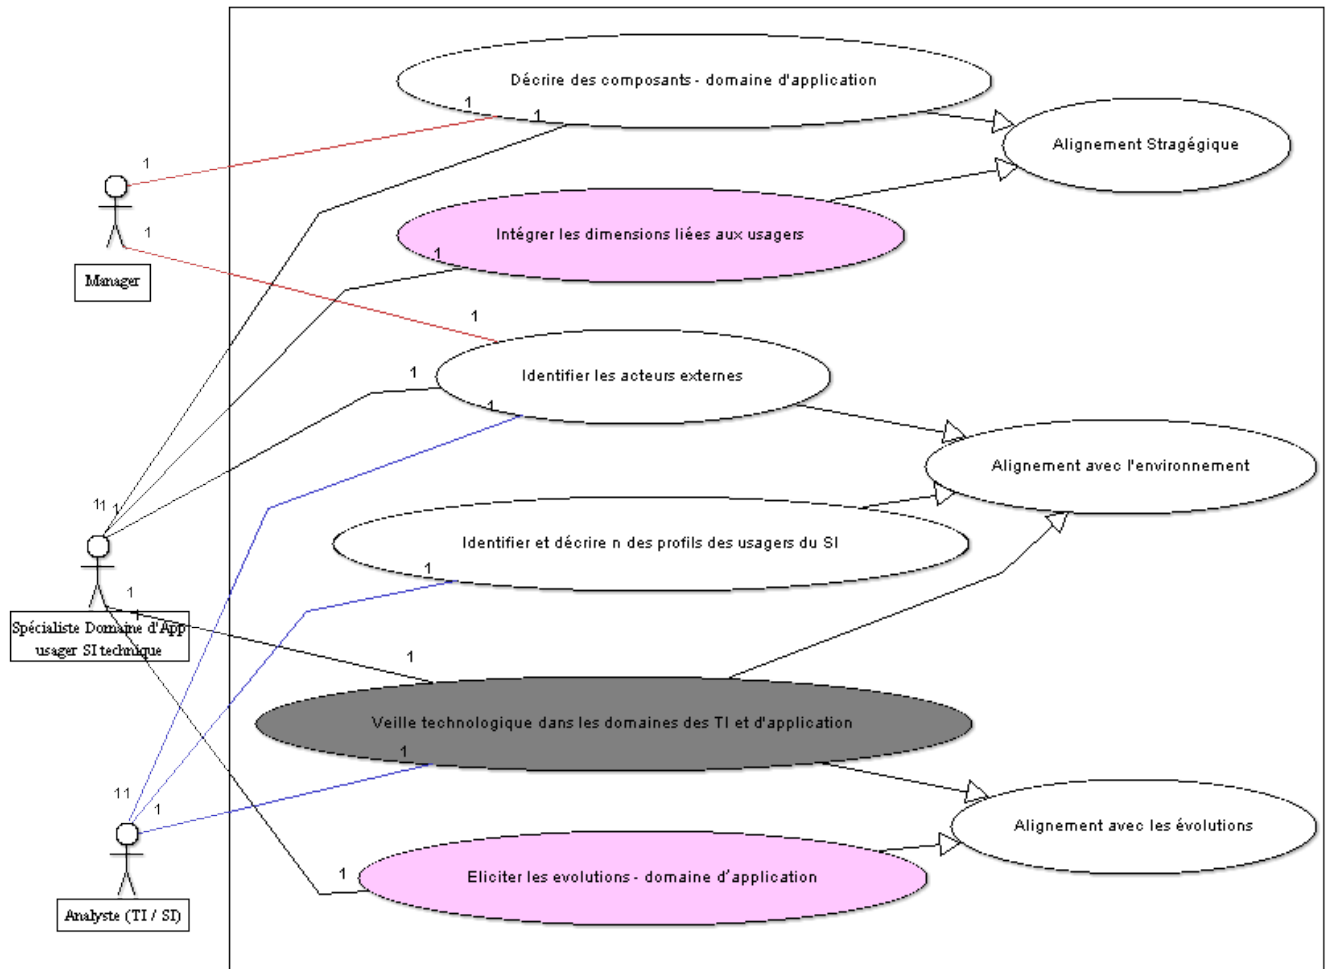 Décrire des composants - domaine d'application
1
1
Alignement Stragégique
1
1
Intégrer les dimensions liées aux usagers
1
Manager
1
Identifier les acteurs externes
1
1
Alignement avec l'environnement
11
1
Identifier et décrire n des profils des usagers du SI
1
1
1
Spécialiste Domaine d'App
usager SI technique
1
Veille technologique dans les domaines des TI et d'application
1
11
1
Alignement avec les évolutions
1
Eliciter les evolutions - domaine d'application
Analyste (TI / SI)